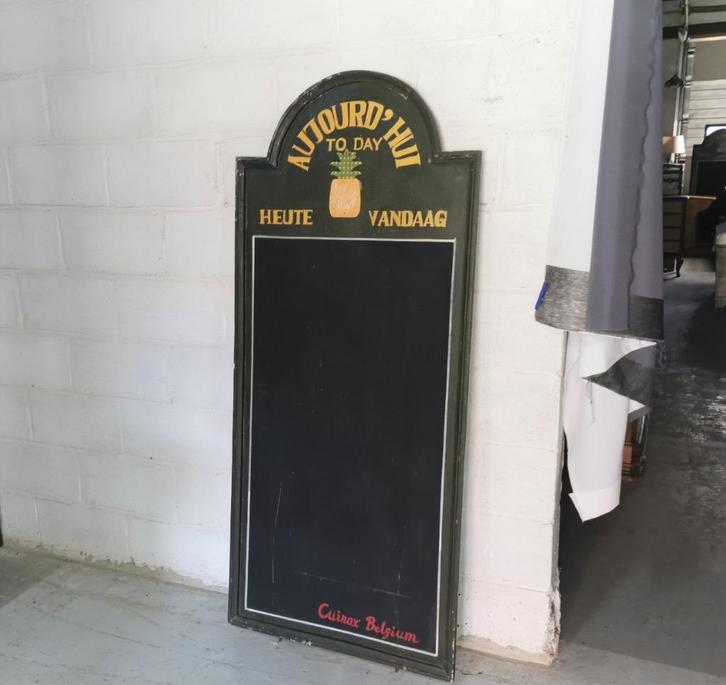 AUJOURD'HUI
TO DAY
HEUTE VANDAAG
Cuirox Belgium